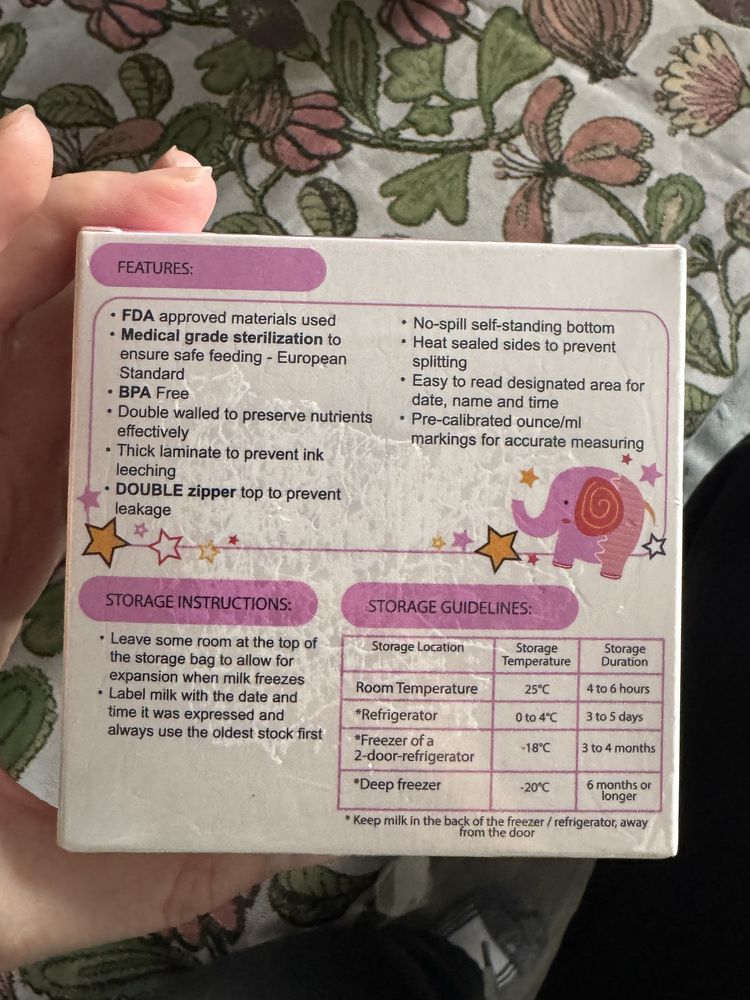 FEATURES:
• FDA approved materials used
• Medical grade sterilization to
ensure safe feeding - European
Standard
• BPA Free
• Double walled to preserve nutrients
effectively
• Thick laminate to prevent ink
leeching
• DOUBLE zipper top to prevent
leakage
• No-spill self-standing bottom
• Heat sealed sides to prevent
splitting
• Easy to read designated area for
date, name and time
• Pre-calibrated ounce/ml
markings for accurate measuring
STORAGE INSTRUCTIONS:
• Leave some room at the top of
the storage bag to allow for
expansion when milk freezes
• Label milk with the date and
time it was expressed and
always use the oldest stock first
STORAGE GUIDELINES:
Storage Location Storage Temperature Storage Duration
Room Temperature 25°C 4 to 6 hours
*Refrigerator 0 to 4°C 3 to 5 days
*Freezer of a
2-door-refrigerator -18°C 3 to 4 months
*Deep freezer -20°C 6 months or
longer
* Keep milk in the back of the freezer / refrigerator, away
from the door